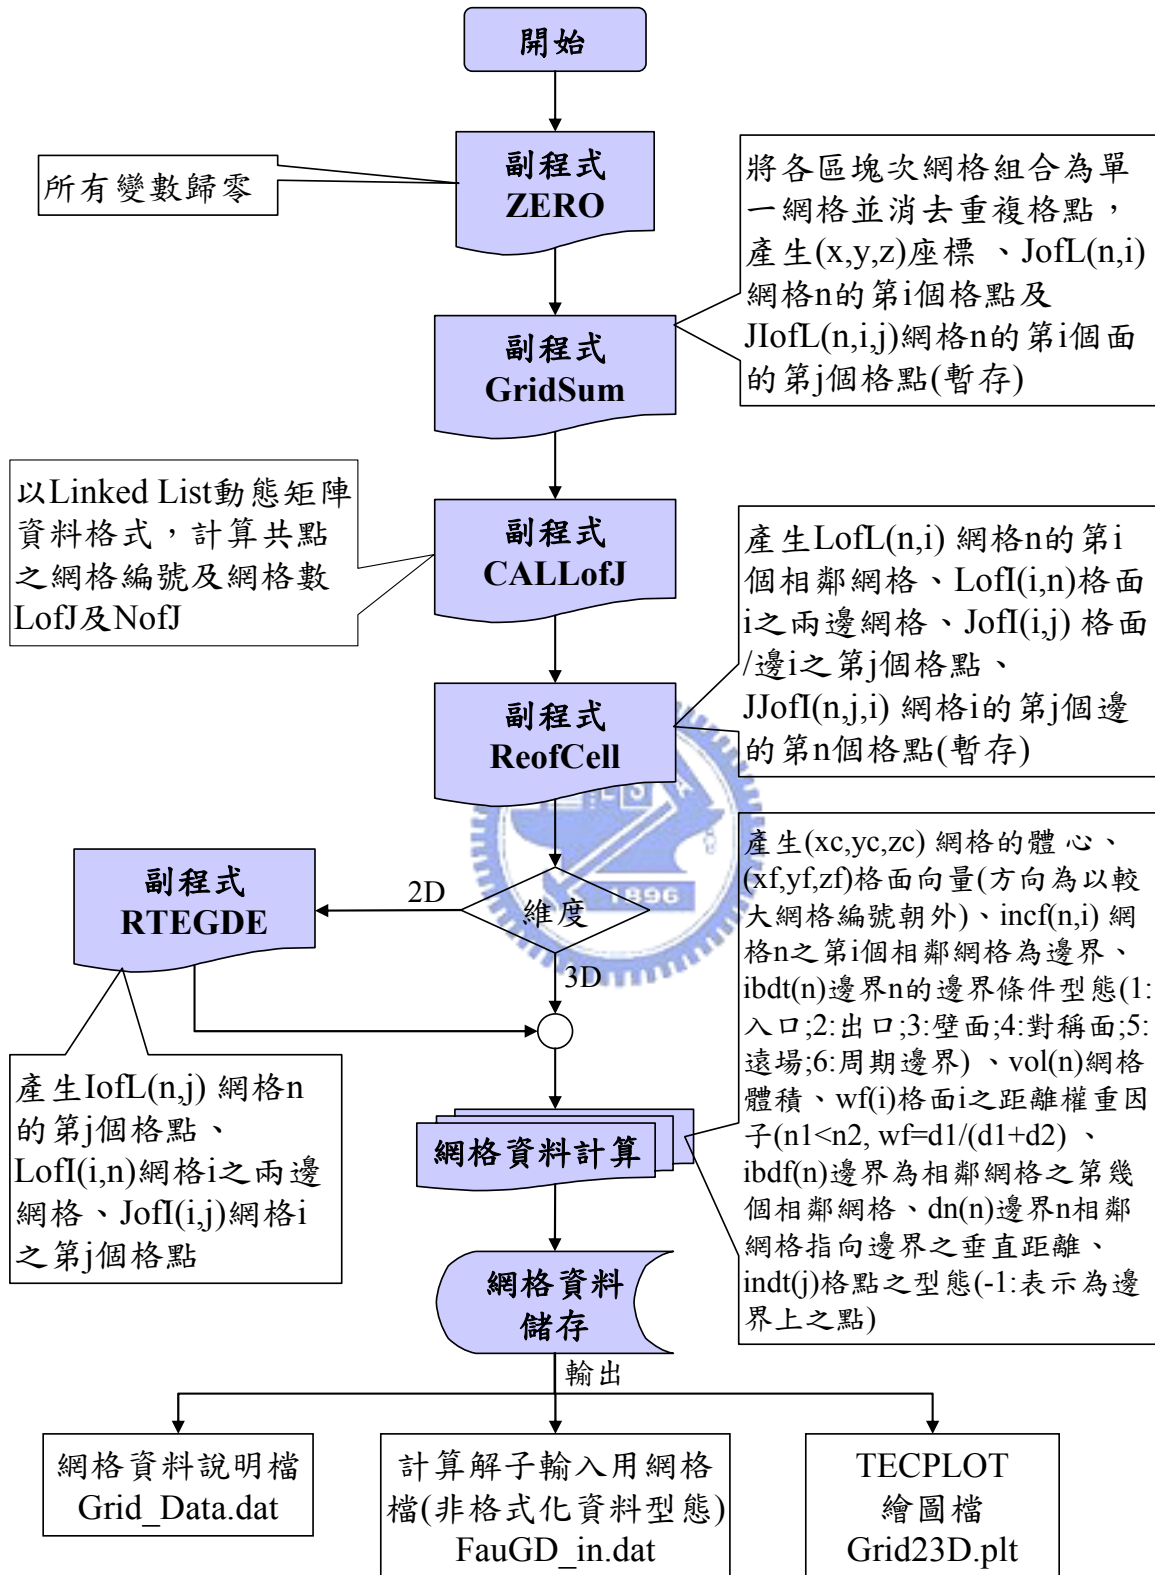 開始
副程式
ZERO
所有變數歸零
將各區塊次網格組合為單
一網格並消去重複格點，
產生(x,y,z)座標、JofL(n,i)
網格n的第i個格點及
JIofL(n,i,j)網格n的第i個面
的第j個格點(暫存)
副程式
GridSum
以Linked List動態矩陣
資料格式，計算共點
之網格編號及網格數
LofJ及NofJ
副程式
CALLofJ
產生LofL(n,i) 網格n的第i
個相鄰網格、LofI(i,n)格面
i之兩邊網格、JofI(i,j) 格面
/邊i之第j個格點、
JJofI(n,j,i) 網格i的第j個邊
的第n個格點(暫存)
副程式
ReofCell
維度
2D
3D
1896
副程式
RTEGDE
產生IofL(n,j) 網格n
的第j個格點、
LofI(i,n)網格i之兩邊
網格、JofI(i,j)網格i
之第j個格點
產生(xc,yc,zc) 網格的體心、
(xf,yf,zf)格面向量(方向為以較
大網格編號朝外)、incf(n,i) 網
格n之第i個相鄰網格為邊界、
ibdt(n)邊界n的邊界條件型態(1:
入口;2:出口;3:壁面;4:對稱面;5:
遠場;6:周期邊界) 、vol(n)網格
體積、wf(i)格面i之距離權重因
子(n1<n2, wf=d1/(d1+d2) 、
ibdf(n)邊界為相鄰網格之第幾
個相鄰網格、dn(n)邊界n相鄰
網格指向邊界之垂直距離、
indt(j)格點之型態(-1:表示為邊
界上之點)
網格資料計算
網格資料
儲存
輸出
網格資料說明檔
Grid_Data.dat
計算解子輸入用網格
檔(非格式化資料型態)
FauGD_in.dat
TECPLOT
繪圖檔
Grid23D.plt